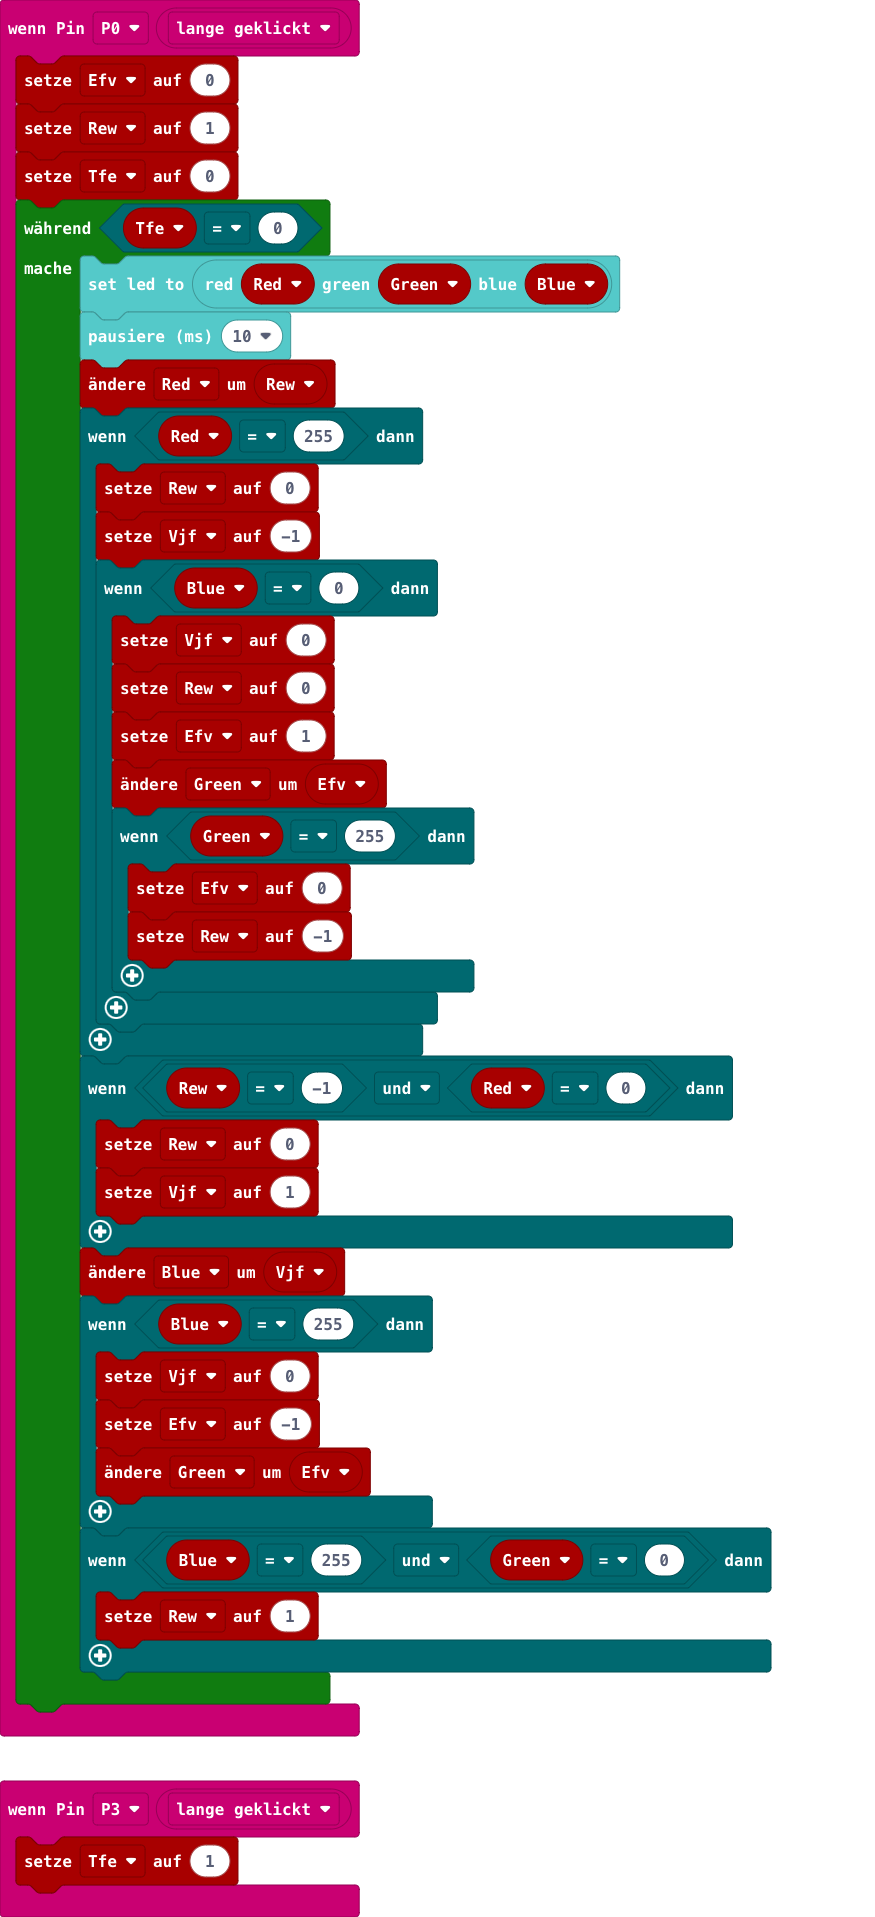 wenn Pin P0 lange geklickt
setze Efv auf 0
setze Rew auf 1
setze Tfe auf 0
während Tfe = 0
mache
set led to red Red green Green blue Blue
pausiere (ms) 10
ändere Red um Rew
wenn Red = 255 dann
setze Rew auf 0
setze Vjf auf −1
wenn Blue = 0 dann
setze Vjf auf 0
setze Rew auf 0
setze Efv auf 1
ändere Green um Efv
wenn Green = 255 dann
setze Efv auf 0
setze Rew auf −1
wenn Rew = −1 und Red = 0 dann
setze Rew auf 0
setze Vjf auf 1
ändere Blue um Vjf
wenn Blue = 255 dann
setze Vjf auf 0
setze Efv auf −1
ändere Green um Efv
wenn Blue = 255 und Green = 0 dann
setze Rew auf 1
wenn Pin P3 lange geklickt
setze Tfe auf 1